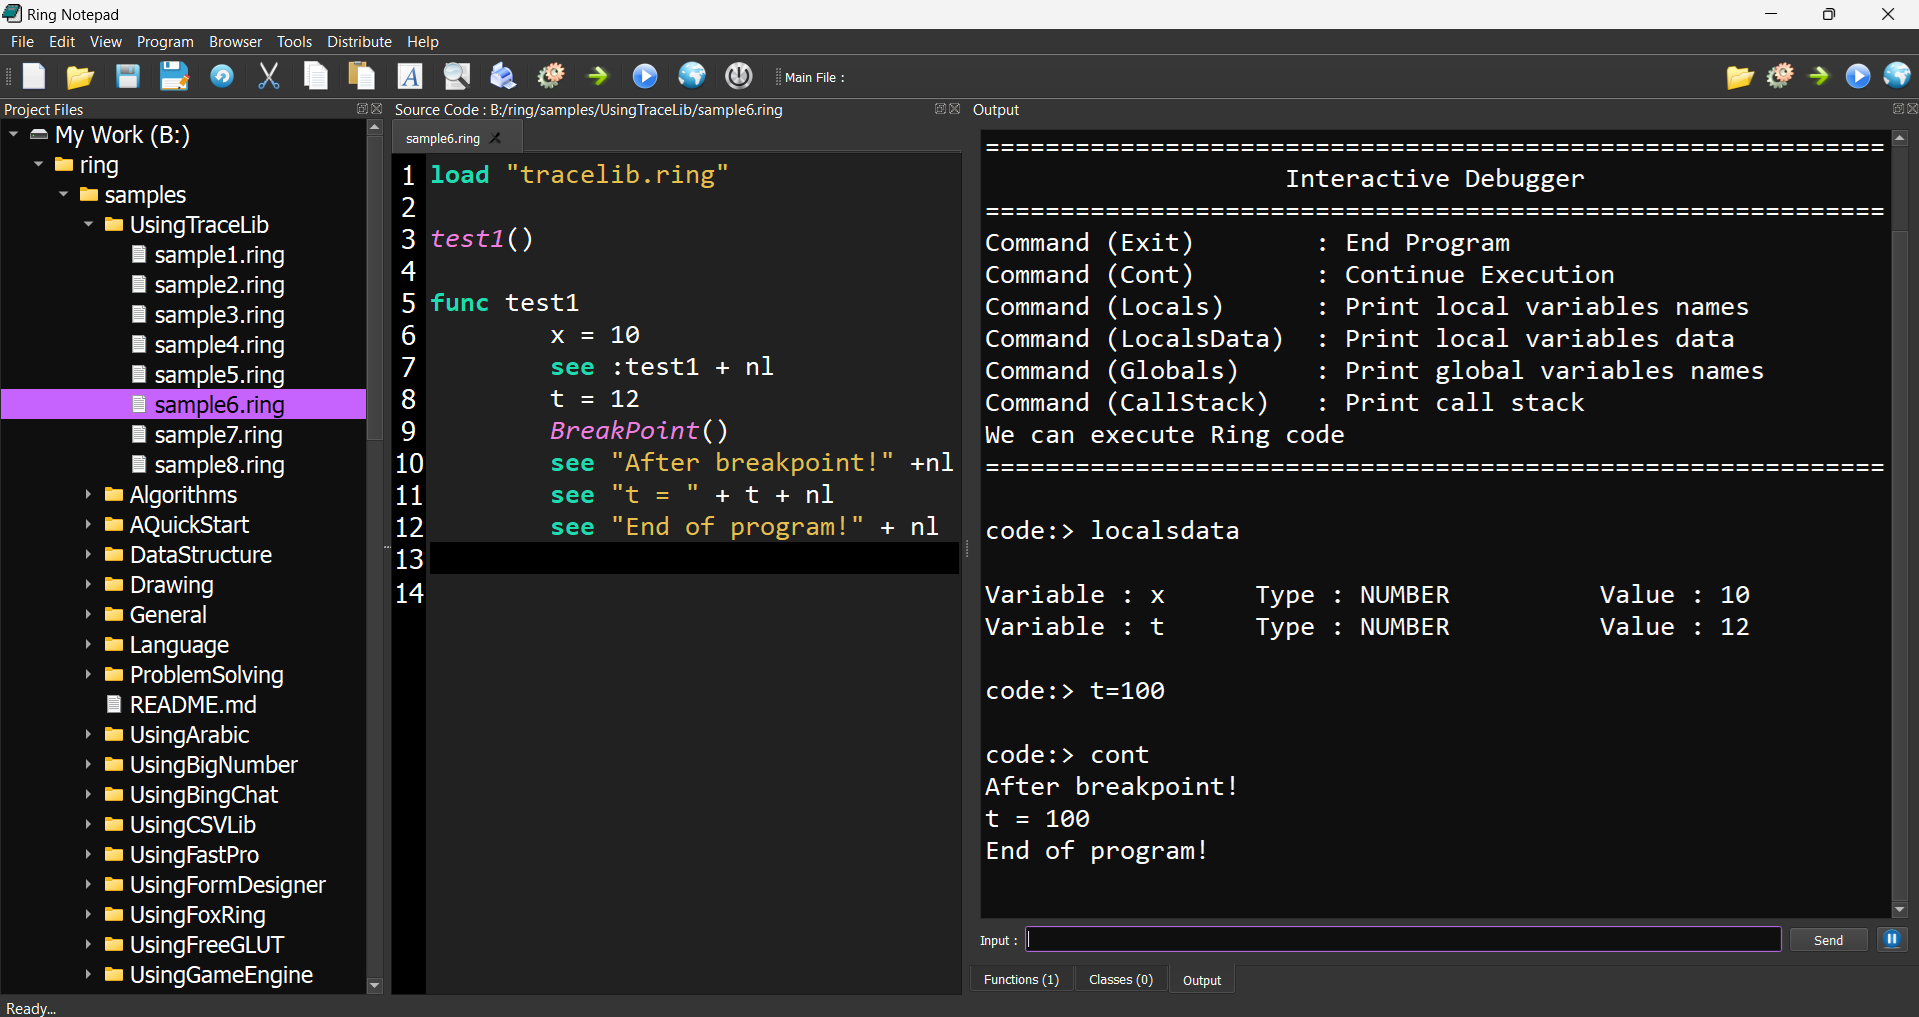 Ring Notepad
File Edit View Program Browser Tools Distribute Help
Main File :
Project Files
My Work (B:)
ring
samples
UsingTraceLib
sample1.ring
sample2.ring
sample3.ring
sample4.ring
sample5.ring
sample6.ring
sample7.ring
sample8.ring
Algorithms
AQuickStart
DataStructure
Drawing
General
Language
ProblemSolving
README.md
UsingArabic
UsingBigNumber
UsingBingChat
UsingCSVLib
UsingFastPro
UsingFormDesigner
UsingFoxRing
UsingFreeGLUT
UsingGameEngine
Source Code : B:/ring/samples/UsingTraceLib/sample6.ring
sample6.ring
1 load "tracelib.ring"
2
3 test1()
4
5 func test1
6 x = 10
7 see :test1 + nl
8 t = 12
9 BreakPoint()
10 see "After breakpoint!" +nl
11 see "t = " + t + nl
12 see "End of program!" + nl
13
14
Output
============================================================
Interactive Debugger
============================================================
Command (Exit) : End Program
Command (Cont) : Continue Execution
Command (Locals) : Print local variables names
Command (LocalsData) : Print local variables data
Command (Globals) : Print global variables names
Command (CallStack) : Print call stack
We can execute Ring code
============================================================
code:> localsdata
Variable : x Type : NUMBER Value : 10
Variable : t Type : NUMBER Value : 12
code:> t=100
code:> cont
After breakpoint!
t = 100
End of program!
Input : Send
Functions (1) Classes (0) Output
Ready...